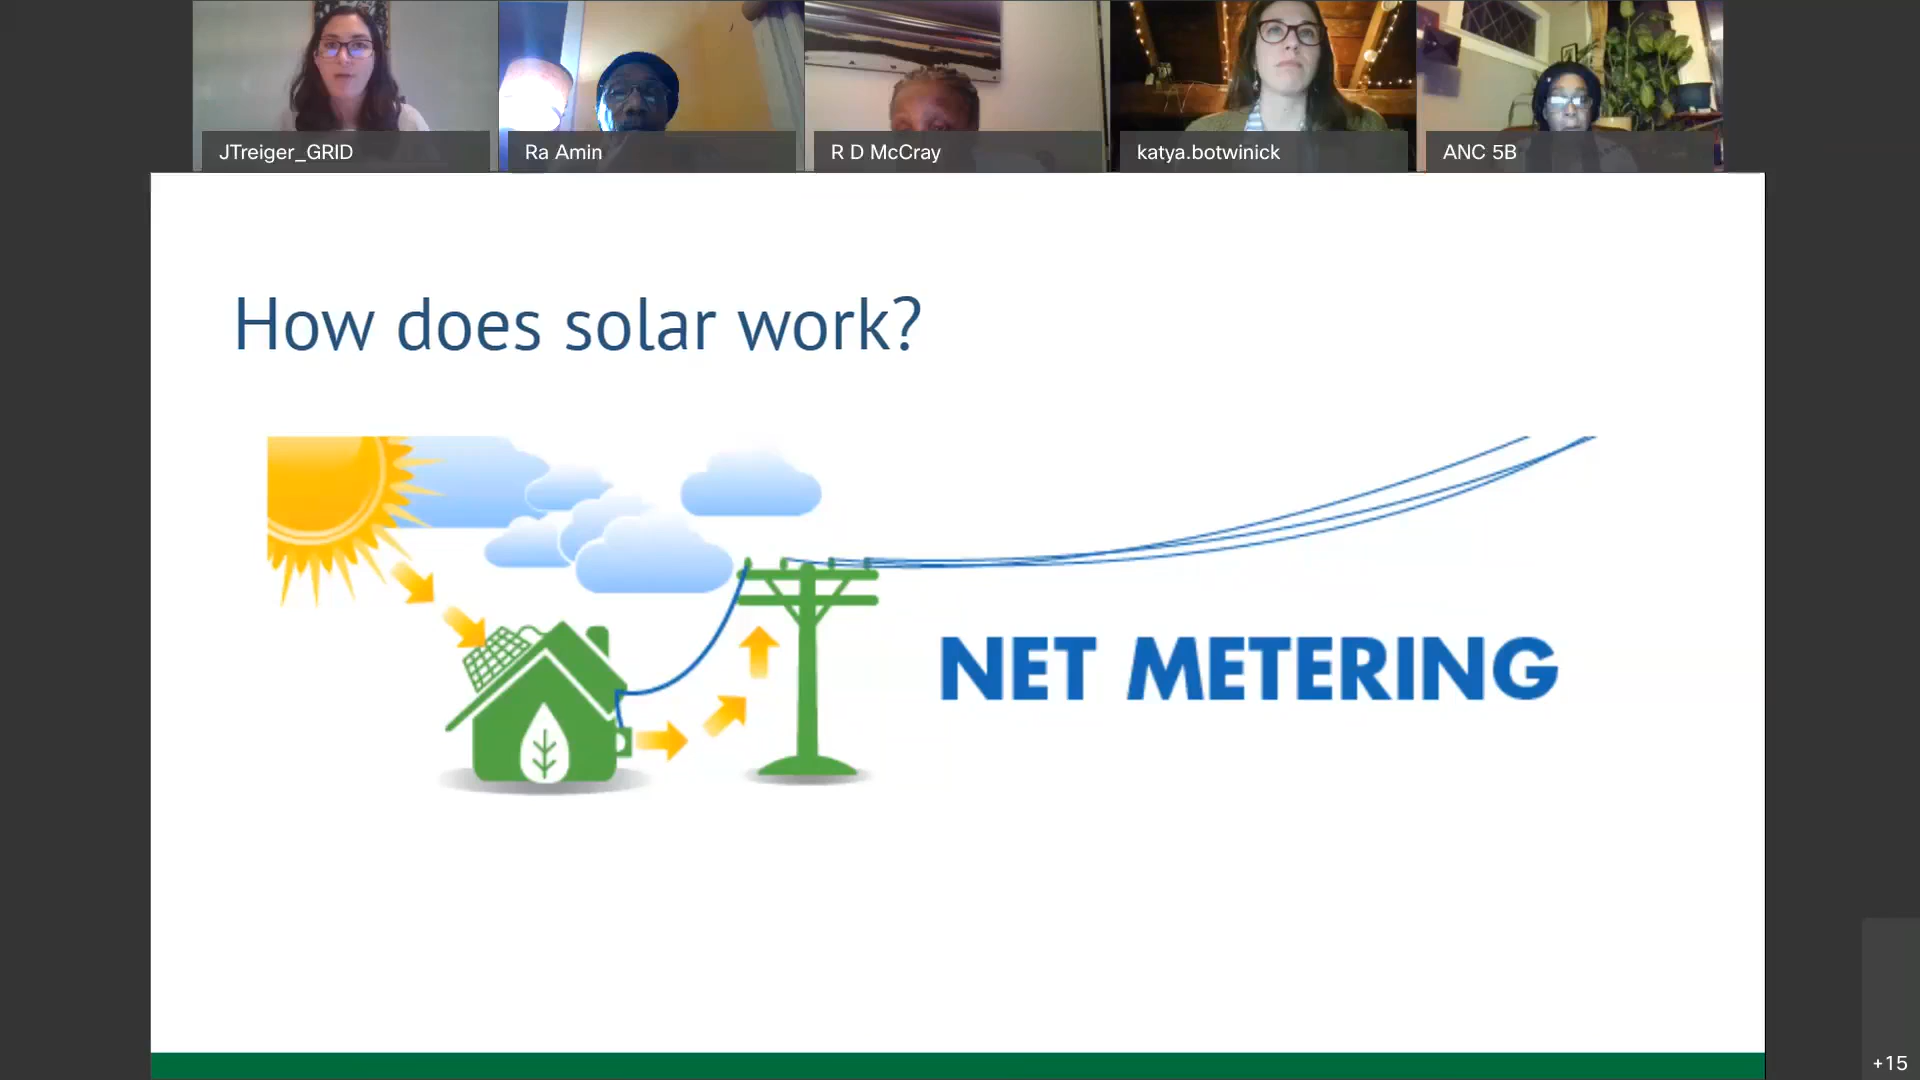 JTreiger_GRID
Ra Amin
R D McCray
katya.botwinick
ANC 5B
How does solar work?
NET METERING
+15